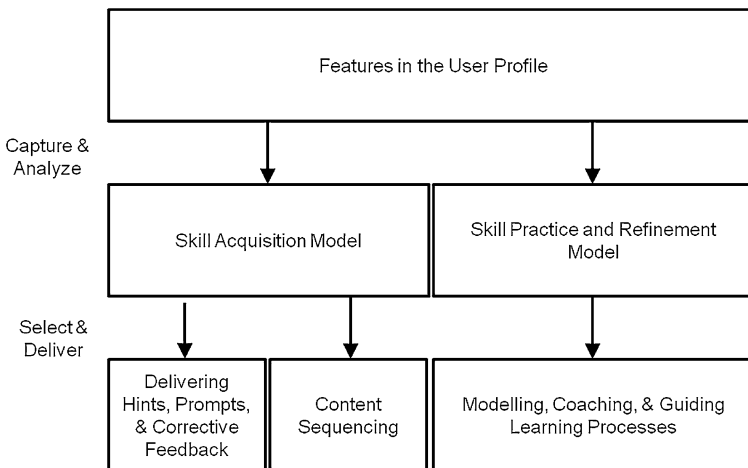 Features in the User Profile
Capture &
Analyze
Skill Acquisition Model
Skill Practice and Refinement
Model
Select &
Deliver
Delivering
Hints, Prompts,
& Corrective
Feedback
Content
Sequencing
Modelling, Coaching, & Guiding
Learning Processes